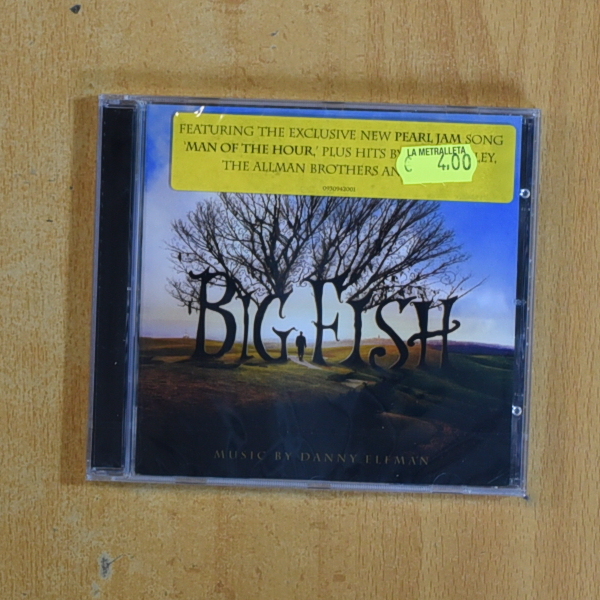 FEATURING THE EXCLUSIVE NEW PEARL JAM SONG
'MAN OF THE HOUR,' PLUS HITS BY LEY,
THE ALLMAN BROTHERS AN
LA METRALLETA
€ 4.00
BIG FISH
MUSIC BY DANNY ELFMAN